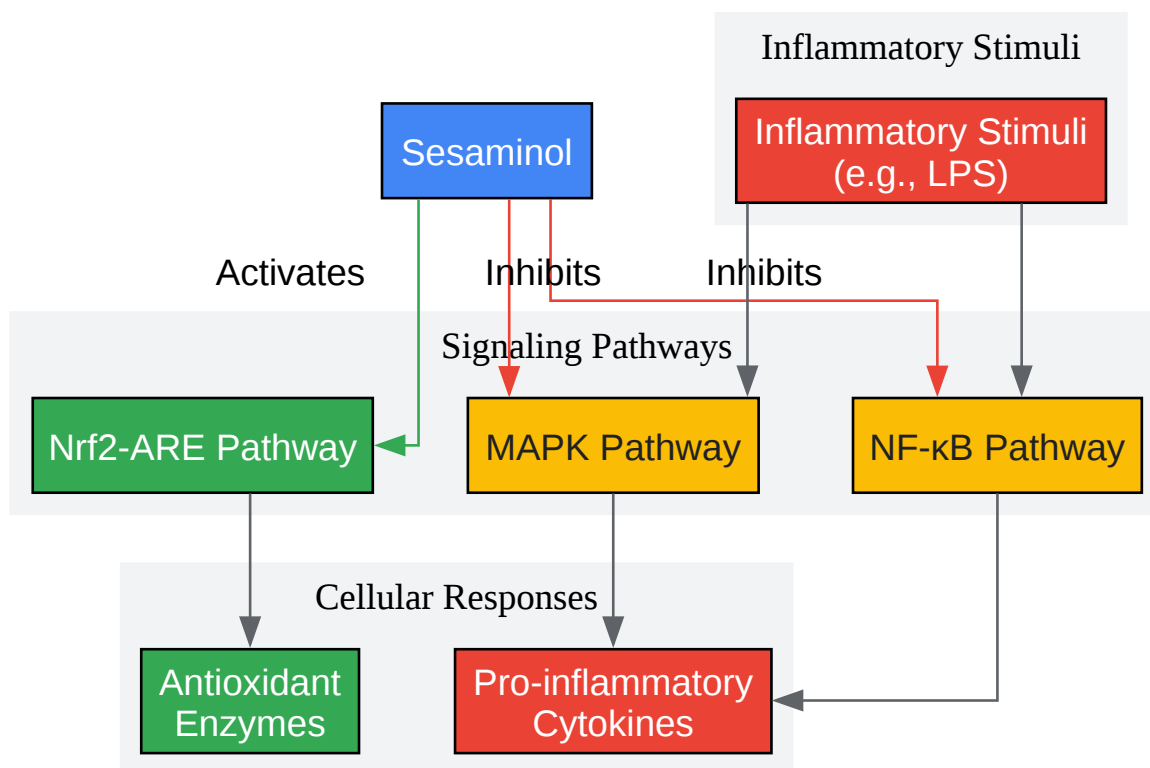 Inflammatory Stimuli
Sesaminol
Inflammatory Stimuli
(e.g., LPS)
Activates
Inhibits
Inhibits
Signaling Pathways
Nrf2-ARE Pathway
MAPK Pathway
NF-κB Pathway
Cellular Responses
Antioxidant
Enzymes
Pro-inflammatory
Cytokines